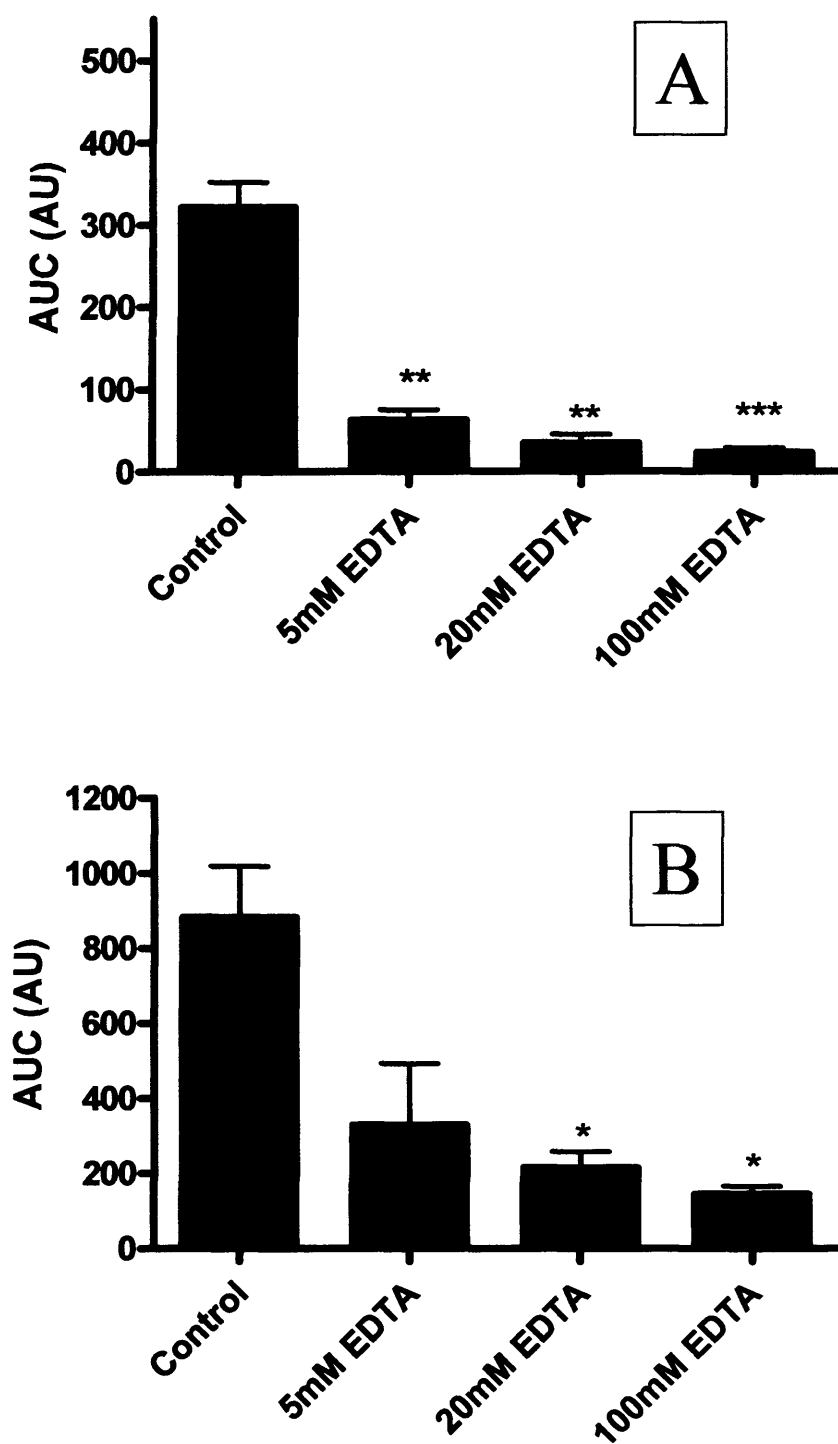 A
AUC (AU)
500
400
300
200
100
0
**
**
***
Control
5mM EDTA
20mM EDTA
100mM EDTA
B
AUC (AU)
1200
1000
800
600
400
200
0
*
*
Control
5mM EDTA
20mM EDTA
100mM EDTA